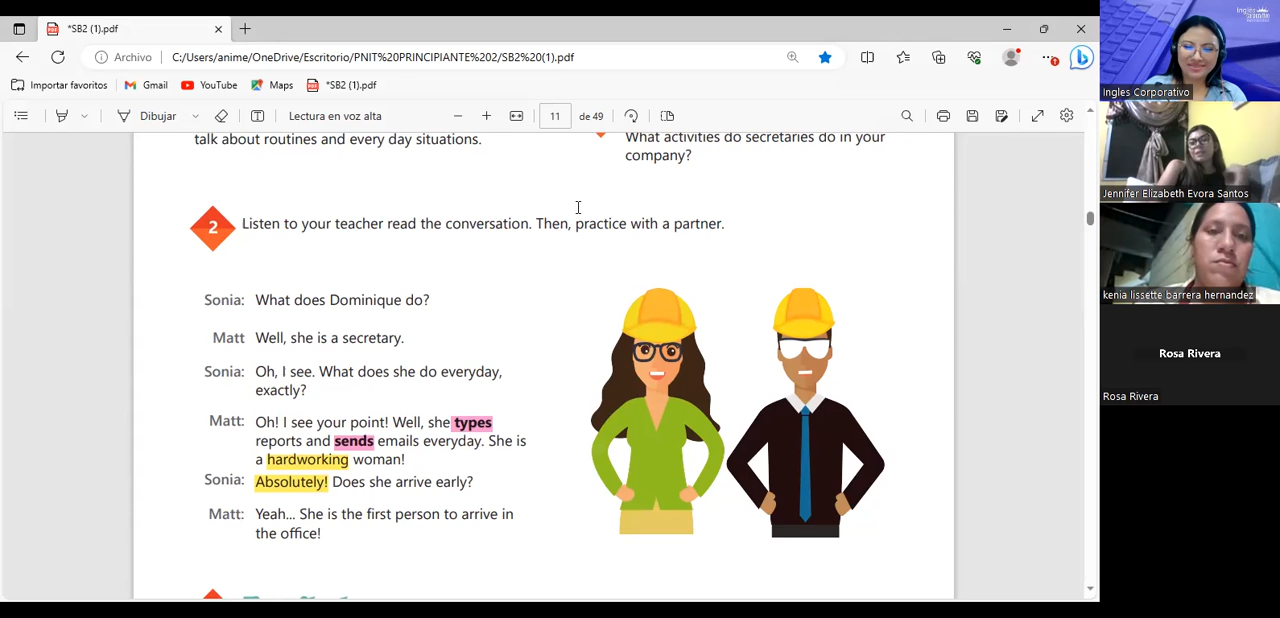 *SB2 (1).pdf
Archivo
C:/Users/anime/OneDrive/Escritorio/PNIT%20PRINCIPIANTE%202/SB2%20(1).pdf
Importar favoritos
Gmail
YouTube
Maps
*SB2 (1).pdf
Dibujar
Lectura en voz alta
11
de 49
talk about routines and every day situations.
What activities do secretaries do in your
company?
2
Listen to your teacher read the conversation. Then, practice with a partner.
Sonia: What does Dominique do?
Matt Well, she is a secretary.
Sonia: Oh, I see. What does she do everyday,
exactly?
Matt: Oh! I see your point! Well, she types
reports and sends emails everyday. She is
a hardworking woman!
Sonia: Absolutely! Does she arrive early?
Matt: Yeah... She is the first person to arrive in
the office!
Ingles Corporativo
Jennifer Elizabeth Evora Santos
kenia lissette barrera hernandez
Rosa Rivera
Rosa Rivera